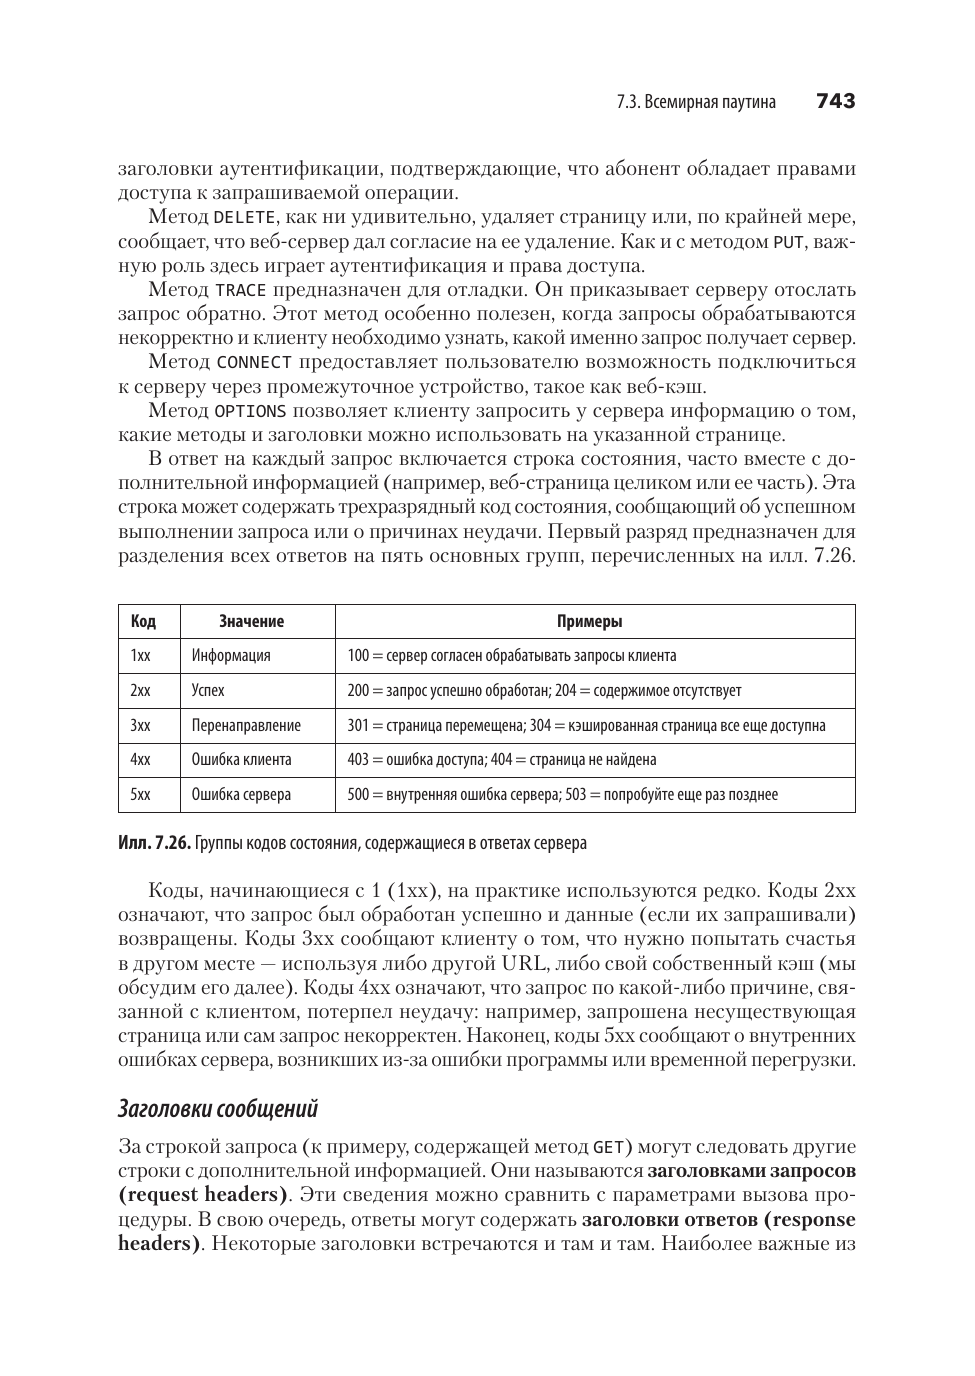 7.3. Всемирная паутина 743
заголовки аутентификации, подтверждающие, что абонент обладает правами
доступа к запрашиваемой операции.
Метод DELETE, как ни удивительно, удаляет страницу или, по крайней мере,
сообщает, что веб-сервер дал согласие на ее удаление. Как и с методом PUT, важ-
ную роль здесь играет аутентификация и права доступа.
Метод TRACE предназначен для отладки. Он приказывает серверу отослать
запрос обратно. Этот метод особенно полезен, когда запросы обрабатываются
некорректно и клиенту необходимо узнать, какой именно запрос получает сервер.
Метод CONNECT предоставляет пользователю возможность подключиться
к серверу через промежуточное устройство, такое как веб-кэш.
Метод OPTIONS позволяет клиенту запросить у сервера информацию о том,
какие методы и заголовки можно использовать на указанной странице.
В ответ на каждый запрос включается строка состояния, часто вместе с до-
полнительной информацией (например, веб-страница целиком или ее часть). Эта
строка может содержать трехразрядный код состояния, сообщающий об успешном
выполнении запроса или о причинах неудачи. Первый разряд предназначен для
разделения всех ответов на пять основных групп, перечисленных на илл. 7.26.
Код Значение Примеры
1xx Информация 100 = сервер согласен обрабатывать запросы клиента
2xx Успех 200 = запрос успешно обработан; 204 = содержимое отсутствует
3xx Перенаправление 301 = страница перемещена; 304 = кэшированная страница все еще доступна
4xx Ошибка клиента 403 = ошибка доступа; 404 = страница не найдена
5xx Ошибка сервера 500 = внутренняя ошибка сервера; 503 = попробуйте еще раз позднее
Илл. 7.26. Группы кодов состояния, содержащиеся в ответах сервера
Коды, начинающиеся с 1 (1xx), на практике используются редко. Коды 2xx
означают, что запрос был обработан успешно и данные (если их запрашивали)
возвращены. Коды 3xx сообщают клиенту о том, что нужно попытать счастья
в другом месте — используя либо другой URL, либо свой собственный кэш (мы
обсудим его далее). Коды 4xx означают, что запрос по какой-либо причине, свя-
занной с клиентом, потерпел неудачу: например, запрошена несуществующая
страница или сам запрос некорректен. Наконец, коды 5xx сообщают о внутренних
ошибках сервера, возникших из-за ошибки программы или временной перегрузки.
Заголовки сообщений
За строкой запроса (к примеру, содержащей метод GET) могут следовать другие
строки с дополнительной информацией. Они называются заголовками запросов
(request headers). Эти сведения можно сравнить с параметрами вызова про-
цедуры. В свою очередь, ответы могут содержать заголовки ответов (response
headers). Некоторые заголовки встречаются и там и там. Наиболее важные из